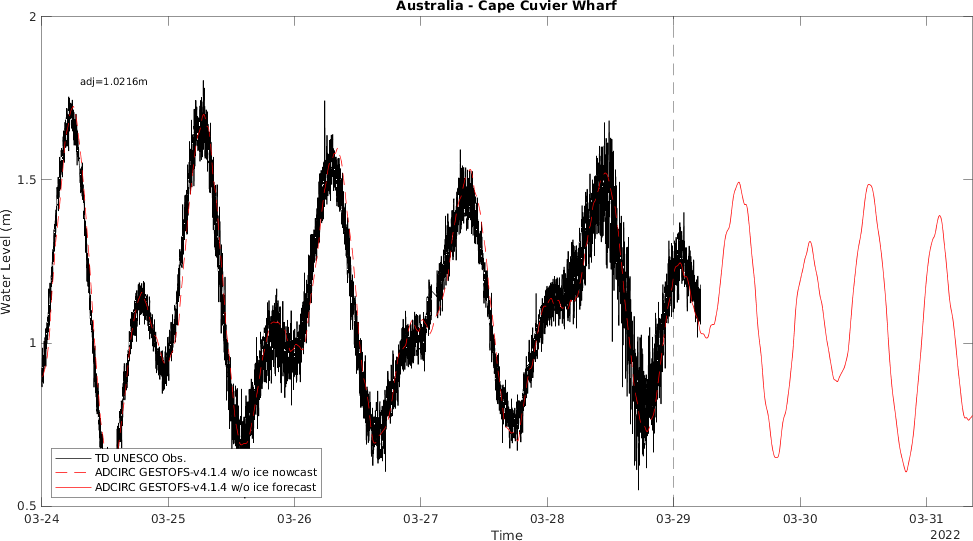 Australia - Cape Cuvier Wharf
adj=1.0216m
Water Level (m)
2
1.5
1
0.5
TD UNESCO Obs.
ADCIRC GESTOFS-v4.1.4 w/o ice nowcast
ADCIRC GESTOFS-v4.1.4 w/o ice forecast
03-24 03-25 03-26 03-27 03-28 03-29 03-30 03-31
Time
2022